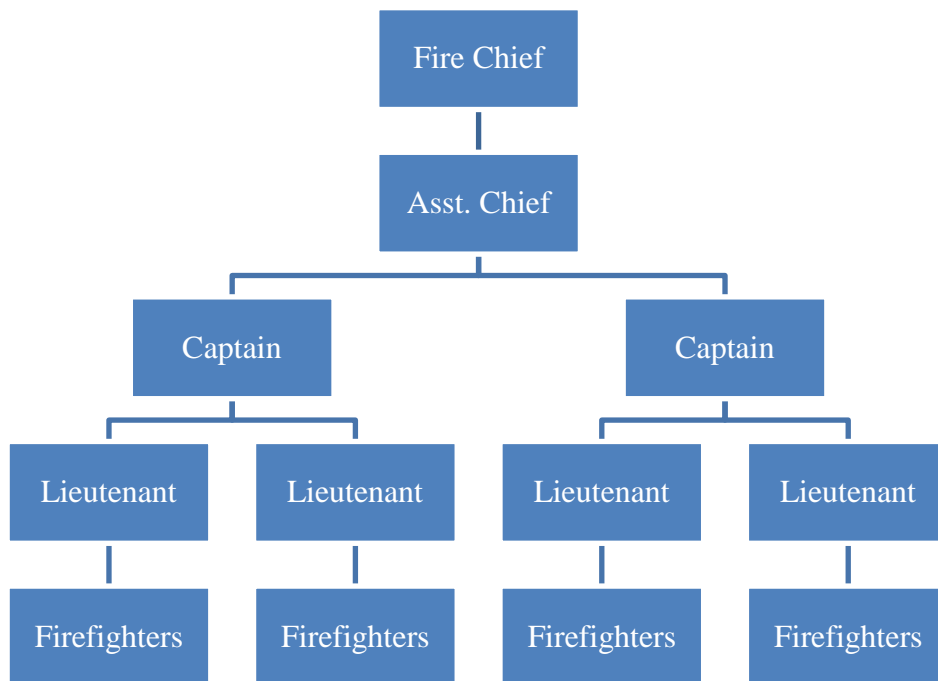 Fire Chief
Asst. Chief
Captain
Captain
Lieutenant
Lieutenant
Lieutenant
Lieutenant
Firefighters
Firefighters
Firefighters
Firefighters